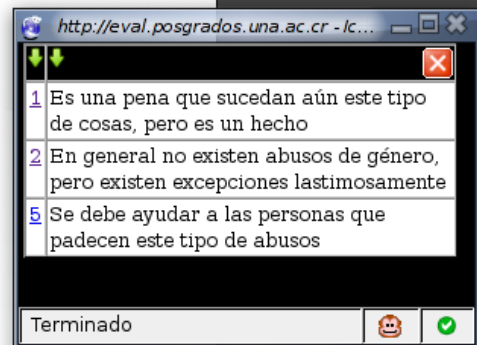 http://eval.posgrados.una.ac.cr - Ic...
1 Es una pena que sucedan aún este tipo
de cosas, pero es un hecho
2 En general no existen abusos de género,
pero existen excepciones lastimosamente
5 Se debe ayudar a las personas que
padecen este tipo de abusos
Terminado